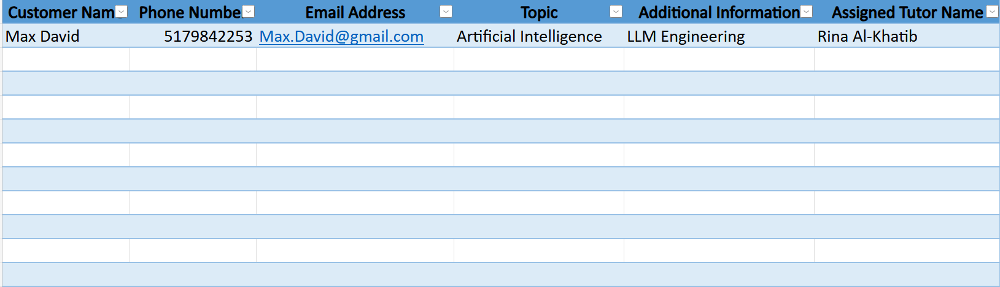 Customer Nam Phone Numbe Email Address Topic Additional Information Assigned Tutor Name
Max David 5179842253 Max.David@gmail.com Artificial Intelligence LLM Engineering Rina Al-Khatib